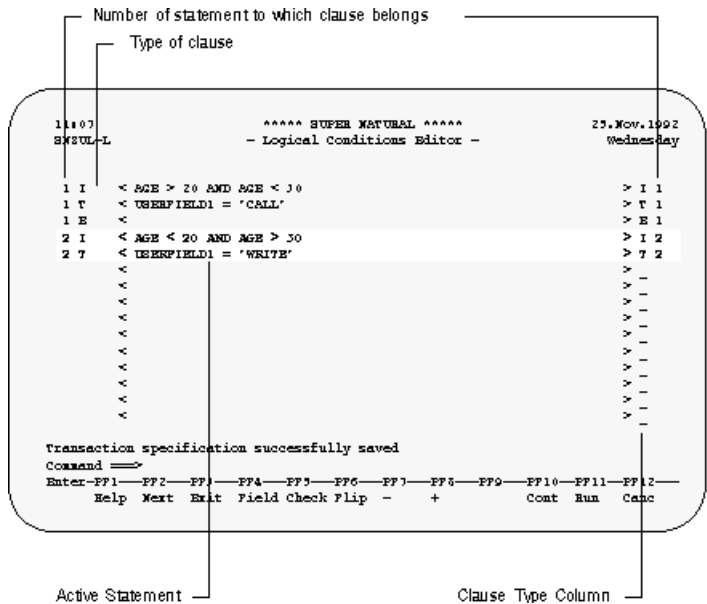 Number of statement to which clause belongs
Type of clause
11:07 ***** SUPER NATURAL ***** 25.Nov.1992
SNZUL-L - Logical Conditions Editor - Wednesday
1 I < AGE > 20 AND AGE < 30 > I 1
1 T < USERFIELD1 = 'CALL' > T 1
1 E < > E 1
2 I < AGE < 20 AND AGE > 30 > I 2
2 T < USERFIELD1 = 'WRITE' > T 2
< > _
< > _
< > _
< > _
< > _
< > _
< > _
< > _
< > _
< > _
Transaction specification successfully saved
Command ===>
Enter-PF1---PF2---PF3---PF4---PF5---PF6---PF7---PF8---PF9---PF10--PF11--PF12---
Help Next Exit Field Check Flip - + Cont Run Canc
Active Statement
Clause Type Column